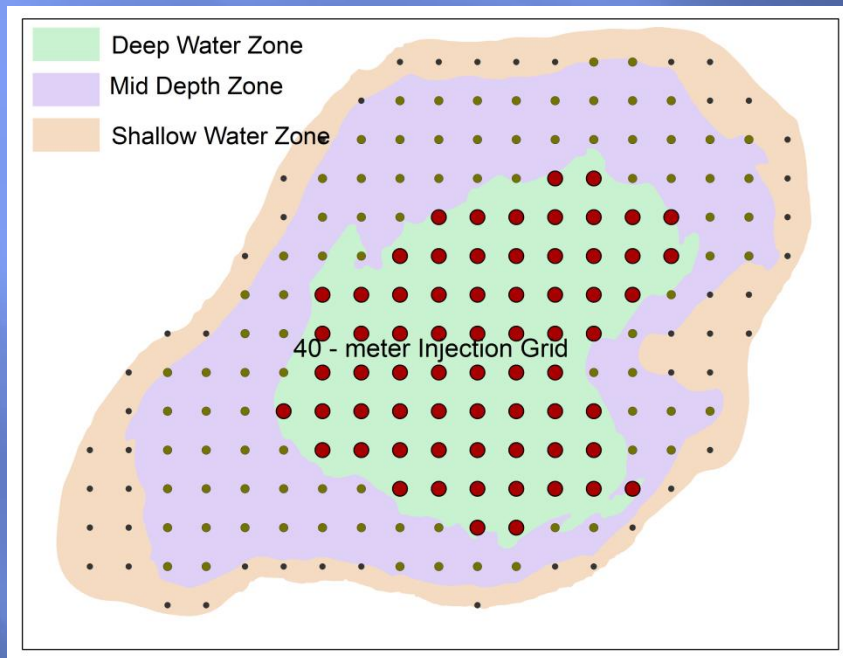 Deep Water Zone
Mid Depth Zone
Shallow Water Zone
40 - meter Injection Grid